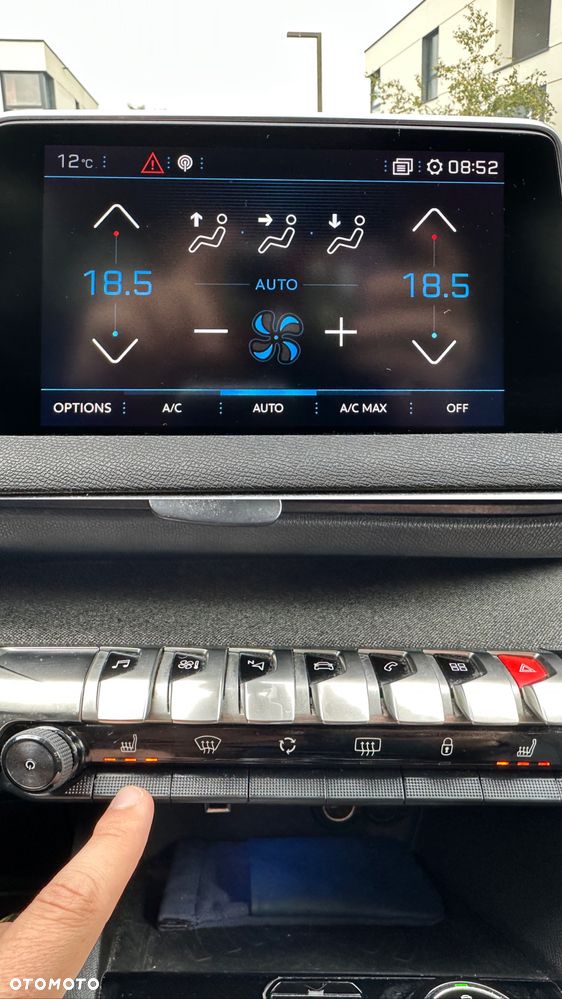 12°C 08:52
18.5 18.5
AUTO
OPTIONS A/C AUTO A/C MAX OFF
N
OTOMOTO